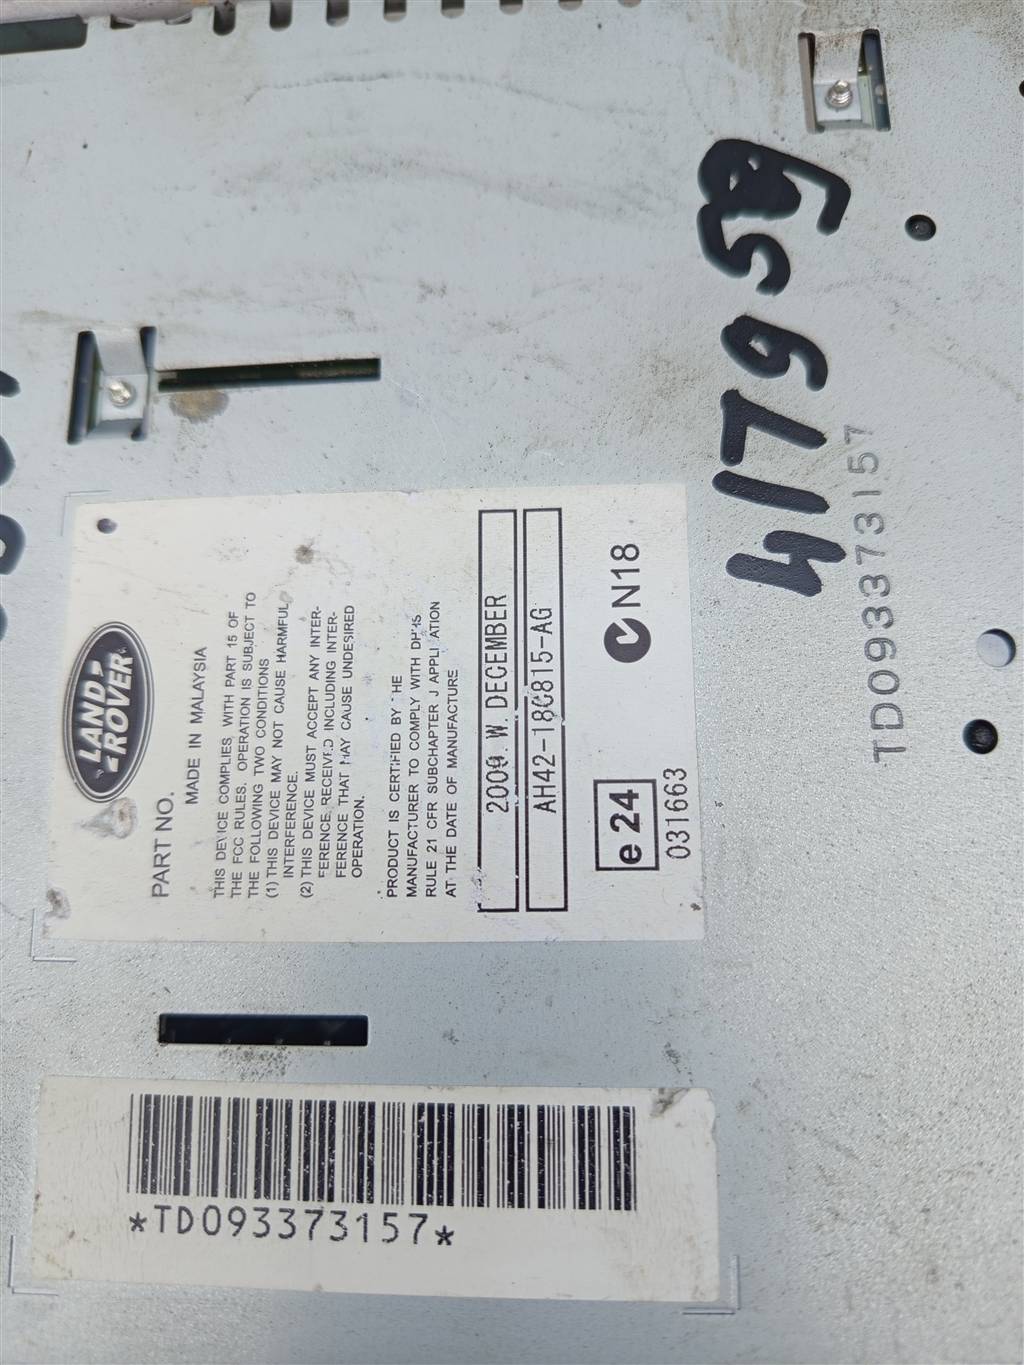 LAND ROVER
PART NO.
MADE IN MALAYSIA
THIS DEVICE COMPLIES WITH PART 15 OF
THE FCC RULES. OPERATION IS SUBJECT TO
THE FOLLOWING TWO CONDITIONS
(1) THIS DEVICE MAY NOT CAUSE HARMFUL
INTERFERENCE.
(2) THIS DEVICE MUST ACCEPT ANY INTER-
FERENCE RECEIVED INCLUDING INTER-
FERENCE THAT MAY CAUSE UNDESIRED
OPERATION.
PRODUCT IS CERTIFIED BY THE
MANUFACTURER TO COMPLY WITH DHHS
RULE 21 CFR SUBCHAPTER J APPLICATION
AT THE DATE OF MANUFACTURE
2009. W. DECEMBER
AH42-18C815-AG
e 24
N18
031663
TD093373157
*TD093373157*